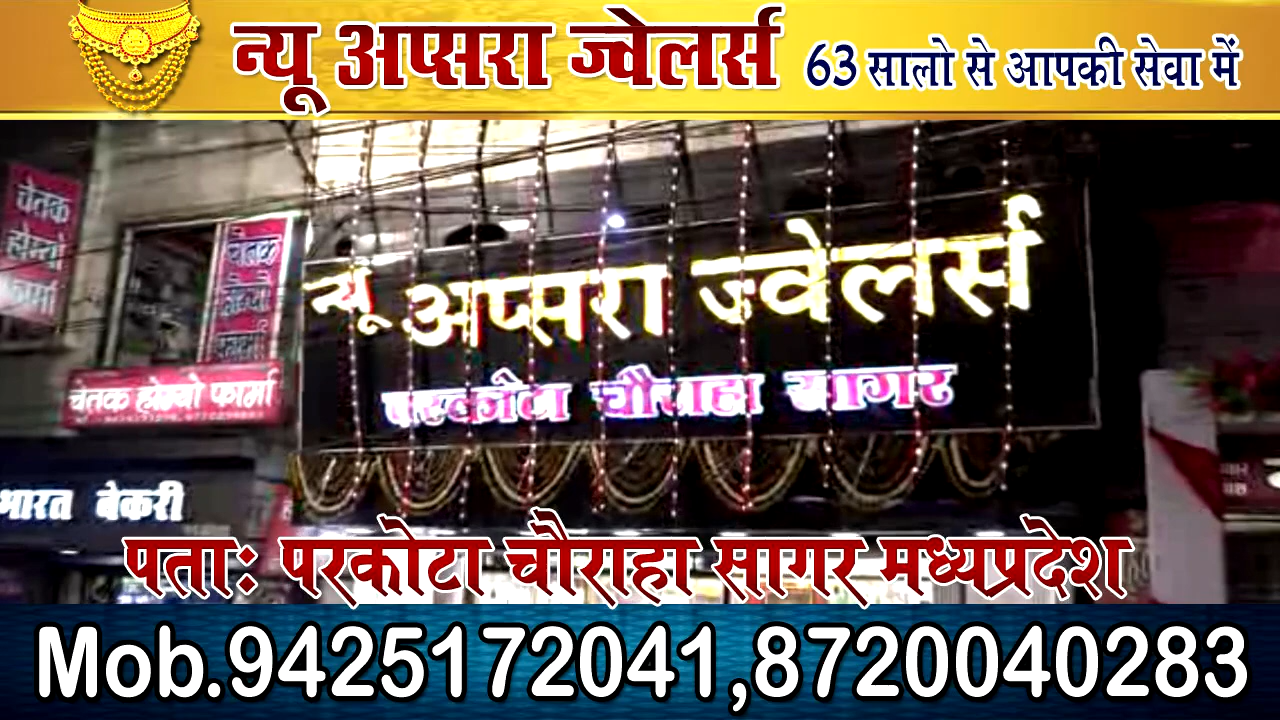 न्यू अप्सरा ज्वेलर्स 63 सालो से आपकी सेवा में
चेतक
होम्यो
फार्मा
चेतक
होम्यो
फार्मा
न्यू अप्सरा ज्वेलर्स
परकोटा चौराहा सागर
चेतक होम्यो फार्मा
भारत बेकरी
पताः परकोटा चौराहा सागर मध्यप्रदेश
Mob.9425172041,8720040283